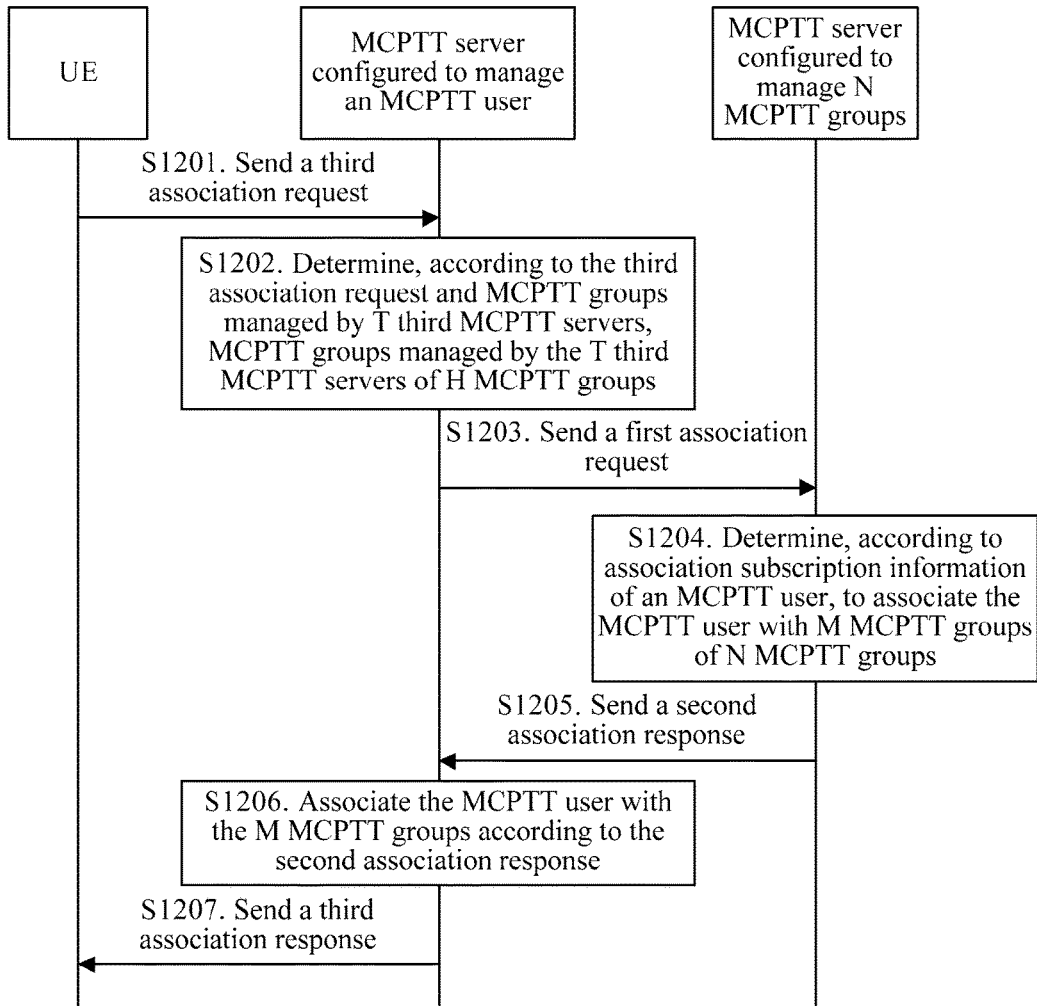 UE
MCPTT server
configured to manage
an MCPTT user
MCPTT server
configured to
manage N
MCPTT groups
S1201. Send a third
association request
S1202. Determine, according to the third
association request and MCPTT groups
managed by T third MCPTT servers,
MCPTT groups managed by the T third
MCPTT servers of H MCPTT groups
S1203. Send a first association
request
S1204. Determine, according to
association subscription information
of an MCPTT user, to associate the
MCPTT user with M MCPTT groups
of N MCPTT groups
S1205. Send a second
association response
S1206. Associate the MCPTT user with
the M MCPTT groups according to the
second association response
S1207. Send a third
association response